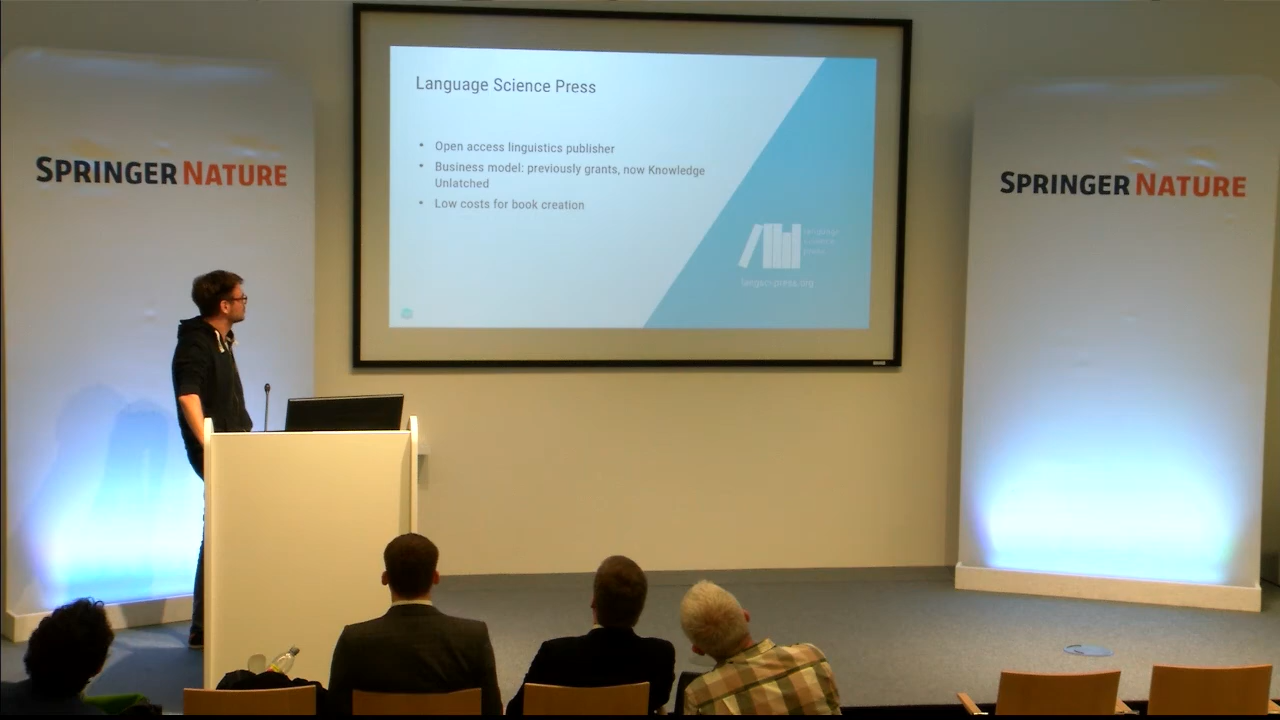 Language Science Press
SPRINGER NATURE
Open access linguistics publisher
Business model: previously grants, now Knowledge
Unlatched
Low costs for book creation
SPRINGER NATURE
langsci-press.org